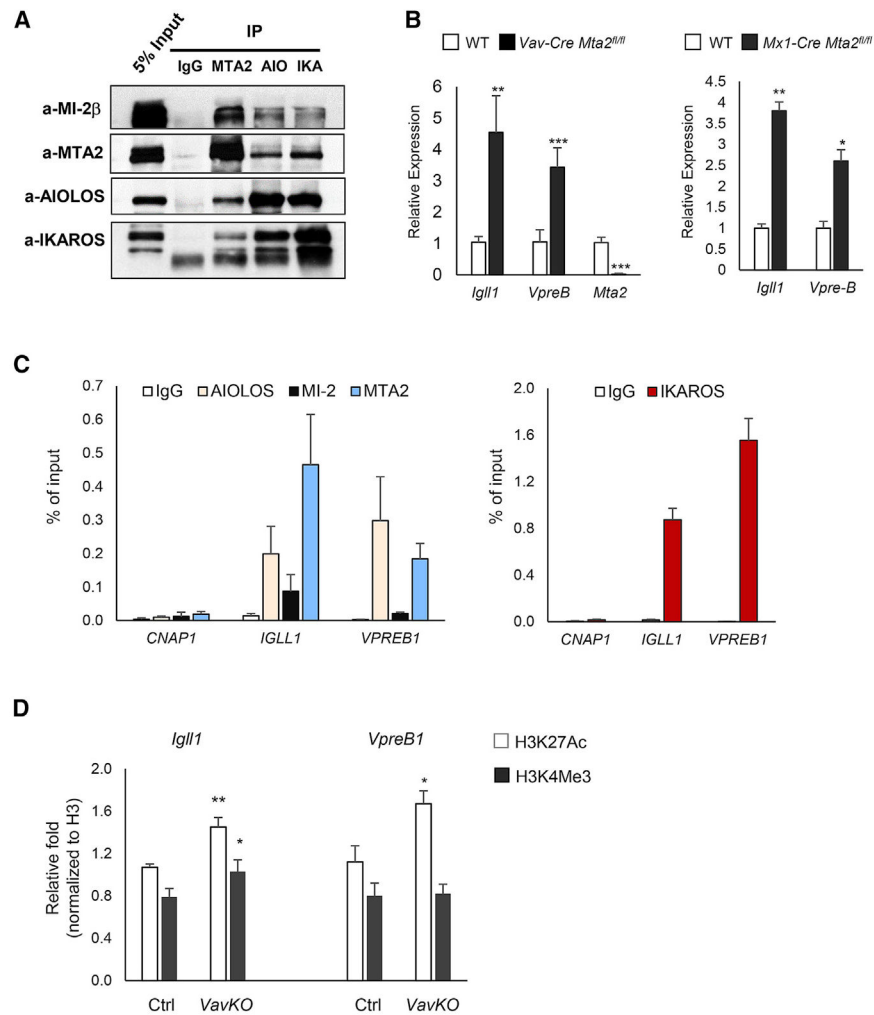 A
5% Input
IP
IgG MTA2 AIO IKA
a-MI-2β
a-MTA2
a-AIOLOS
a-IKAROS
B
WT Vav-Cre Mta2fl/fl
Relative Expression
6
5
4
3
2
1
0
** *** ***
Igll1 VpreB Mta2
WT Mx1-Cre Mta2fl/fl
Relative Expression
4.5
4
3.5
3
2.5
2
1.5
1
0.5
0
** *
Igll1 Vpre-B
C
IgG AIOLOS MI-2 MTA2
% of input
0.7
0.6
0.5
0.4
0.3
0.2
0.1
0.0
CNAP1 IGLL1 VPREB1
IgG IKAROS
% of input
2.0
1.6
1.2
0.8
0.4
0.0
CNAP1 IGLL1 VPREB1
D
Igll1 VpreB1
H3K27Ac
H3K4Me3
Relative fold
(normalized to H3)
2.0
1.6
1.2
0.8
0.4
0.0
** * *
Ctrl VavKO Ctrl VavKO